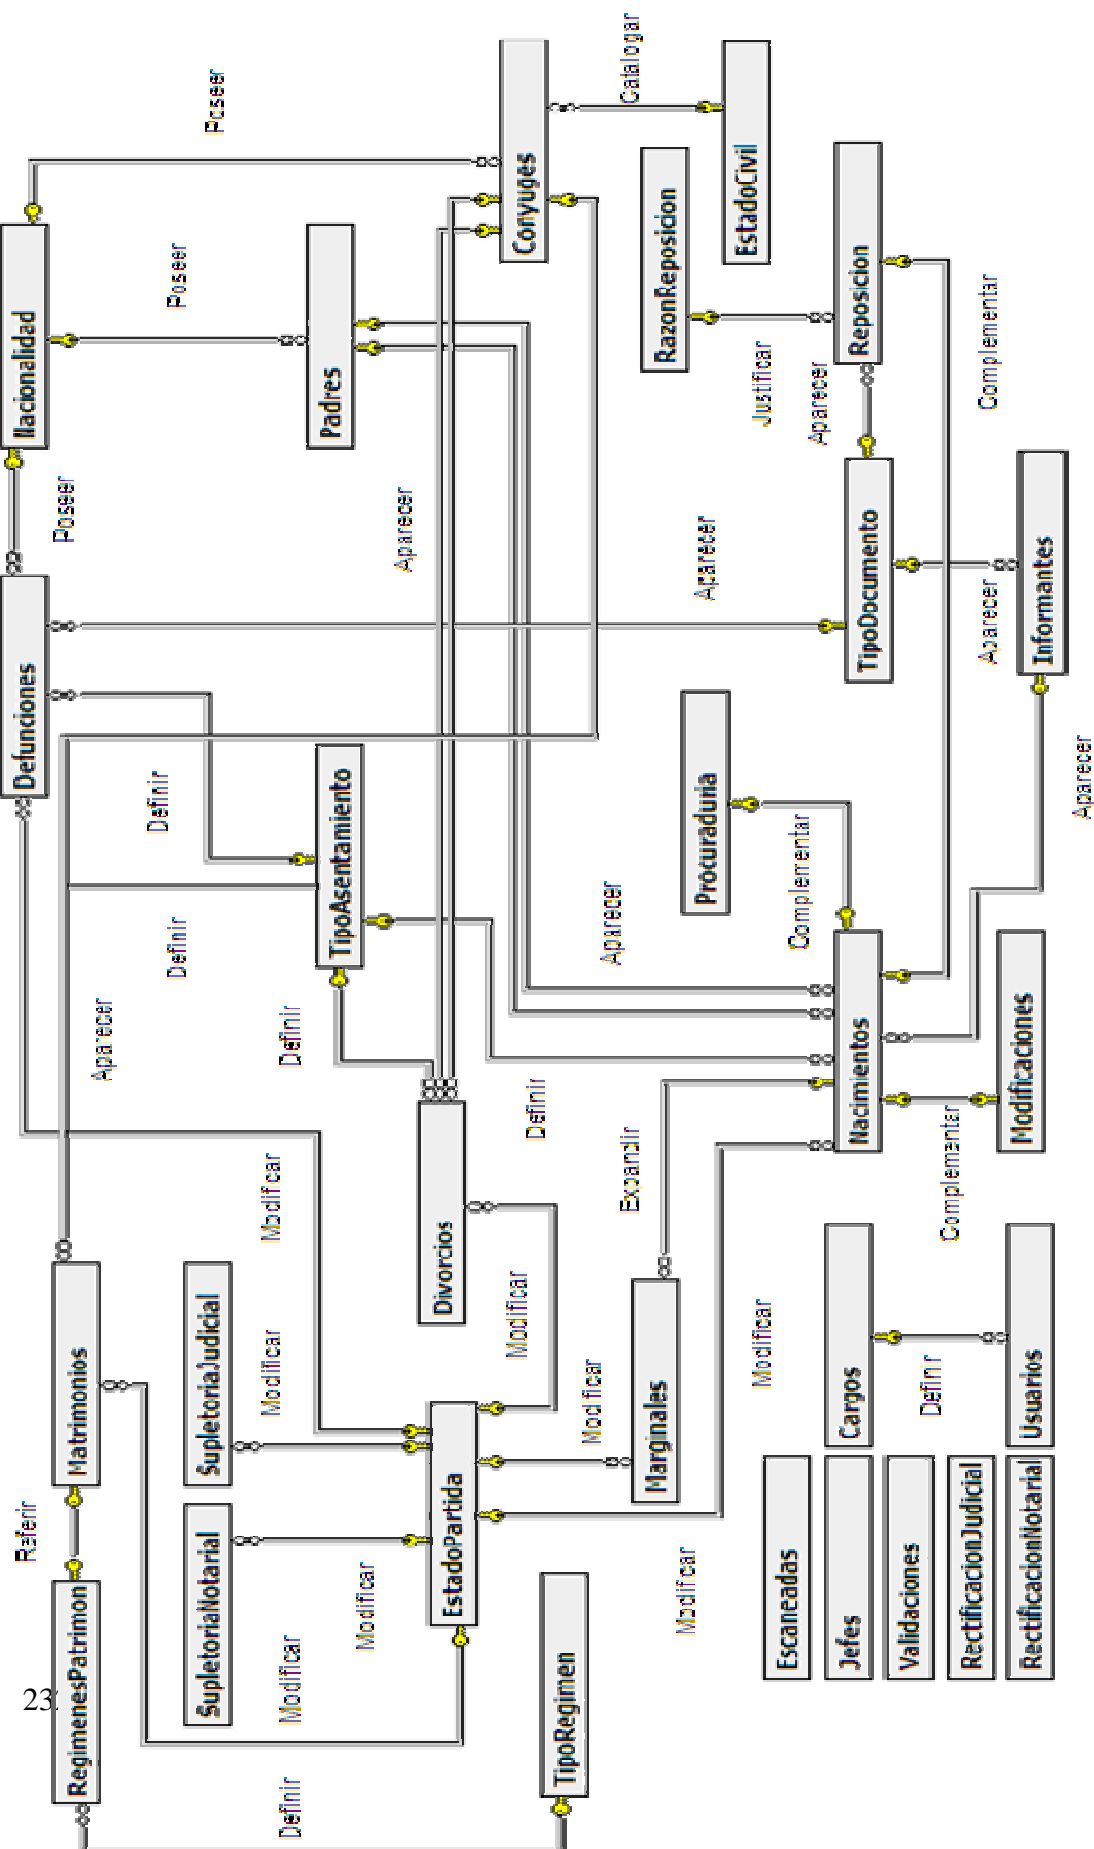 Referir
Defunciones
Nacionalidad
Poseer
23
RegimenesPatrimon
Matrimonios
Aparecer
Definir
Definir
Poseer
SupletoriaNotarial
SupletoriaJudicial
Poseer
Modificar
Modificar
Definir
Modificar
Definir
TipoAsentamiento
Padres
Modificar
Aparecer
Divorcios
EstadoPartida
Modificar
Definir
Conyuges
TipoRegimen
Modificar
Aparecer
Expandir
Catalogar
Marginales
RazonReposicion
Modificar
Procuraduria
Aparecer
EstadoCivil
Modificar
Justificar
Escaneadas
Complementar
Aparecer
Jefes
Cargos
Nacimientos
TipoDocumento
Reposicion
Validaciones
Definir
Complementar
RectificacionJudicial
Aparecer
Complementar
RectificacionNotarial
Usuarios
Modificaciones
Informantes
Aparecer